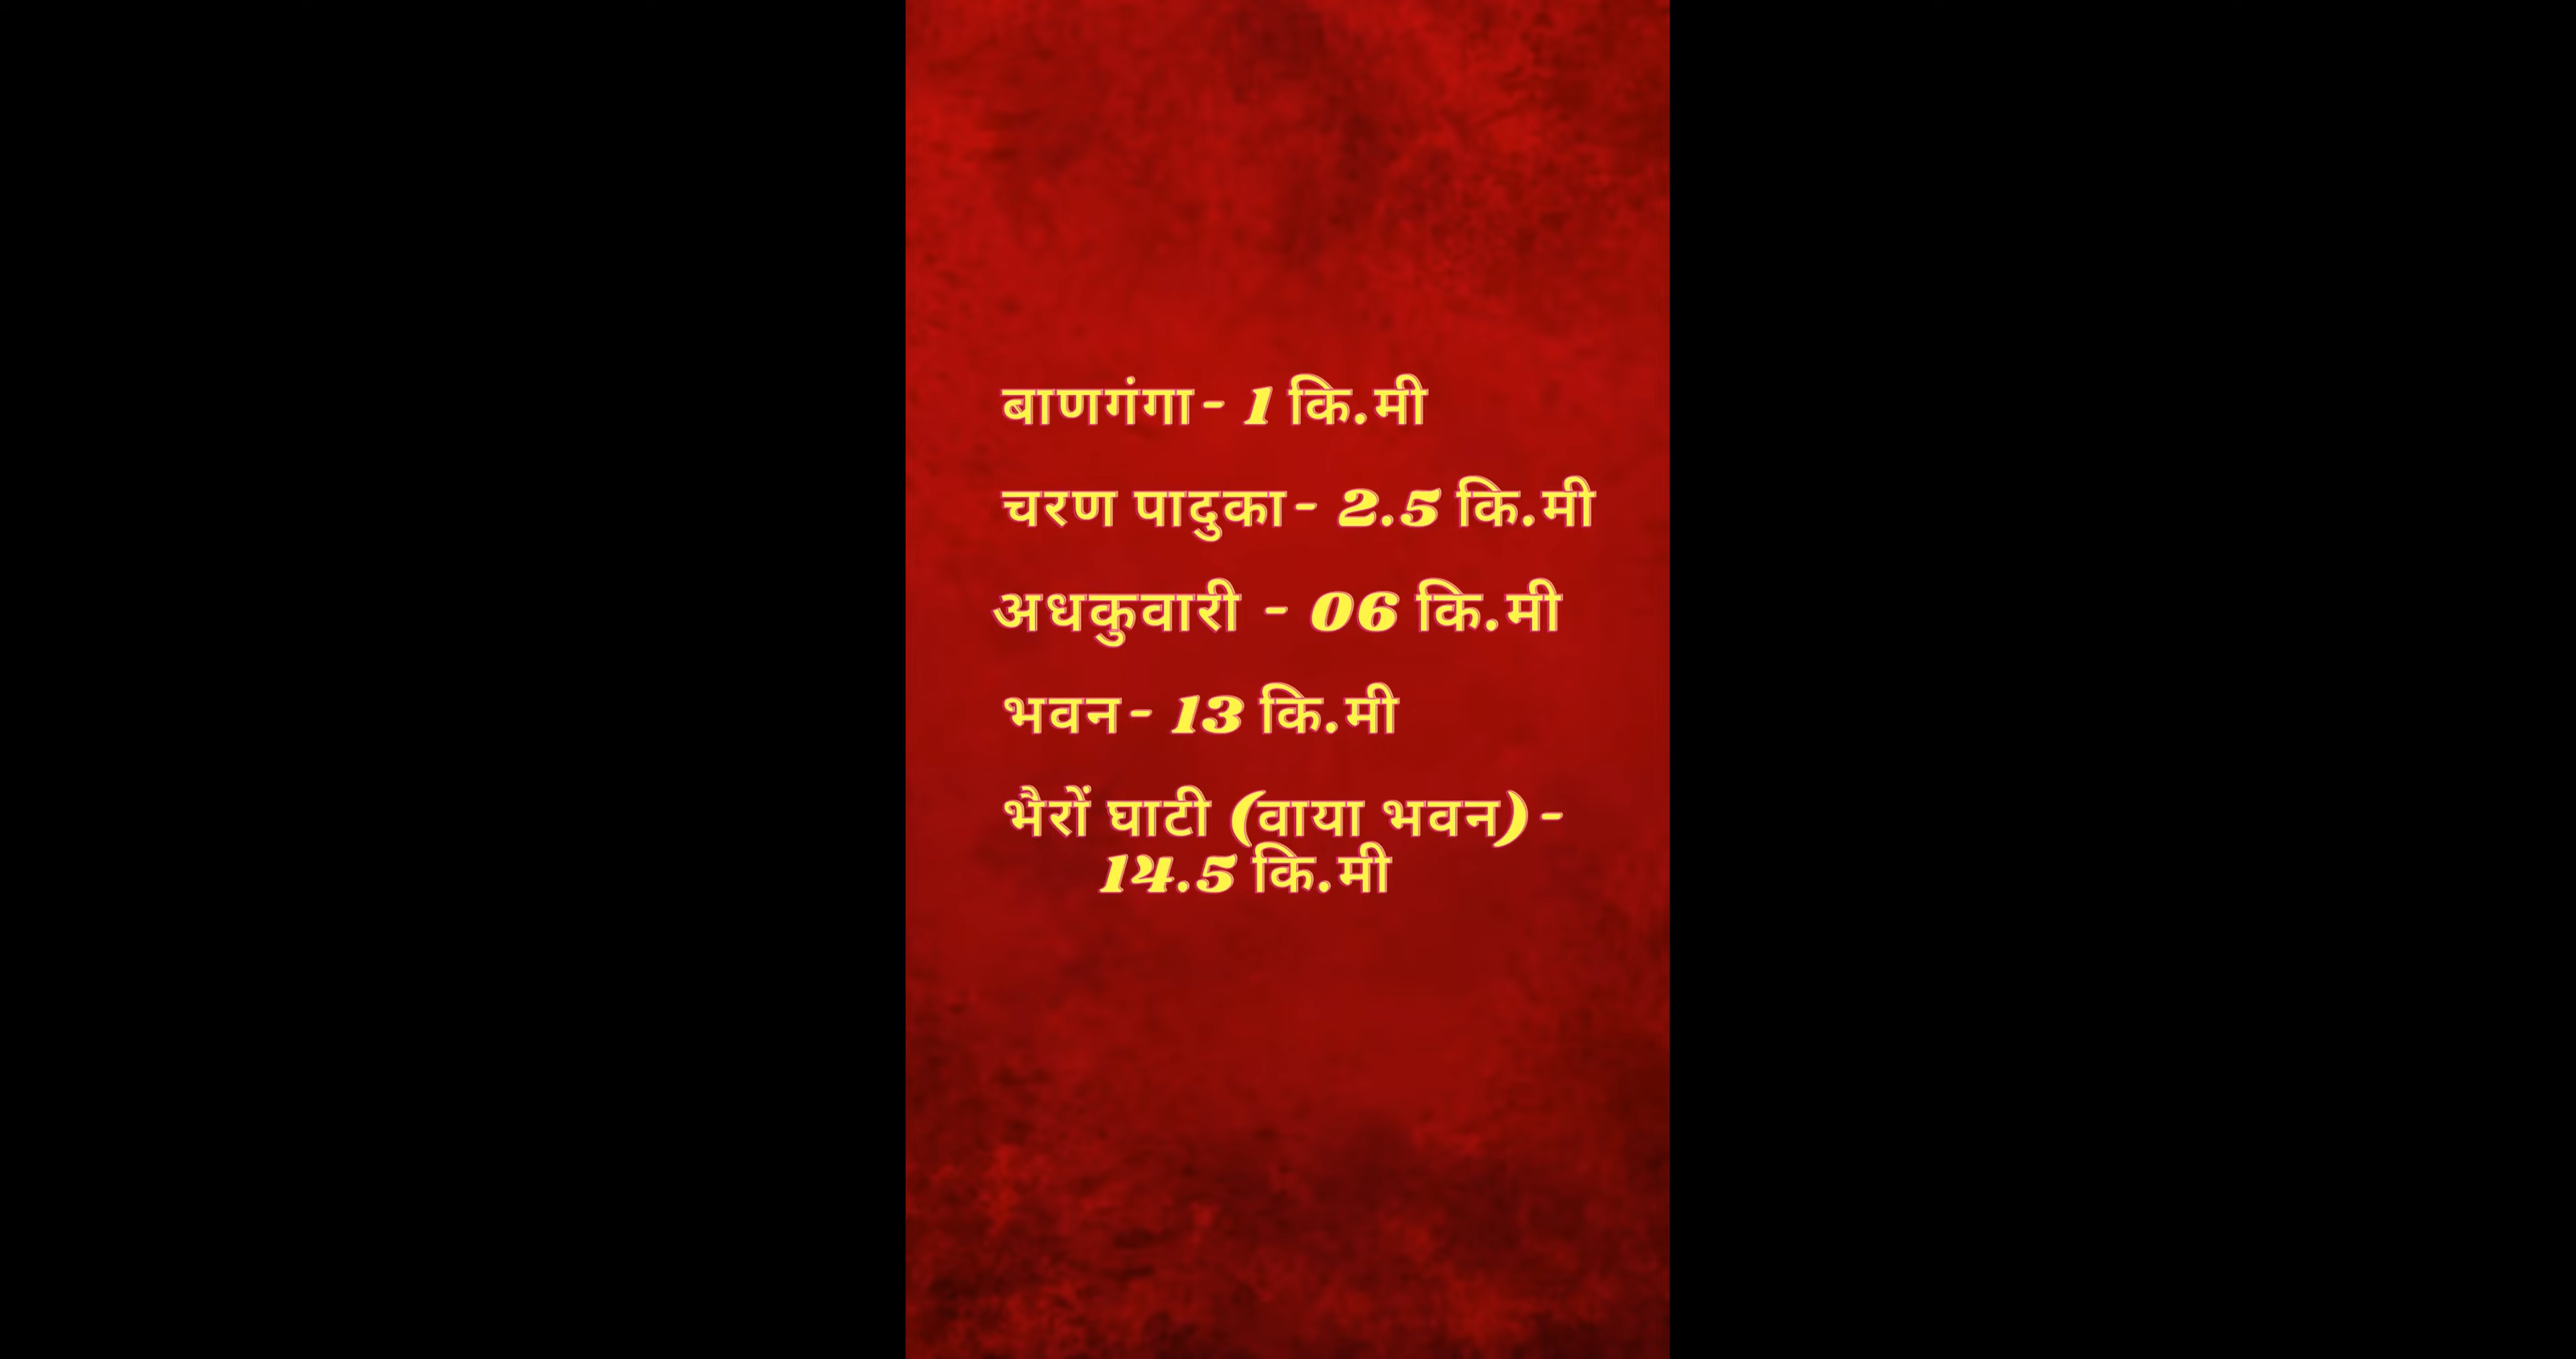 बाणगंगा- 1 कि.मी
चरण पादुका- 2.5 कि.मी
अधकुवारी - 06 कि.मी
भवन- 13 कि.मी
भैरों घाटी (वाया भवन)-
14.5 कि.मी